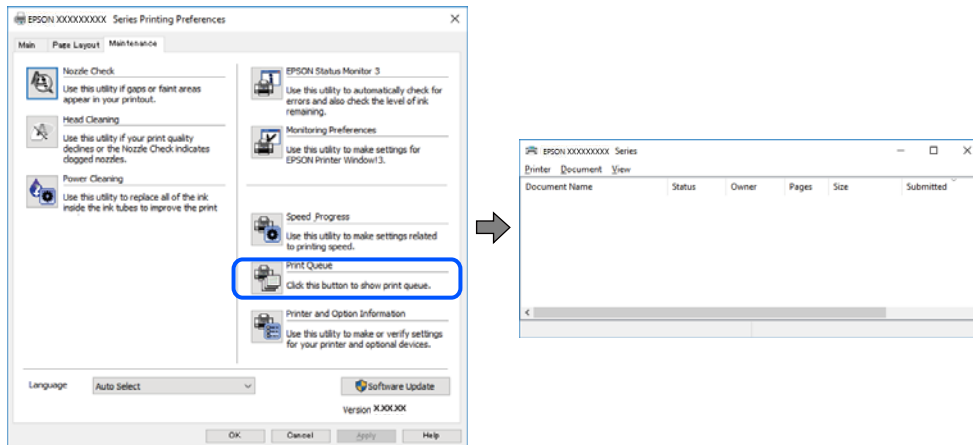 EPSON XXXXXXXXX Series Printing Preferences
Main Page Layout Maintenance
Nozzle Check
Use this utility if gaps or faint areas
appear in your printout.
Head Cleaning
Use this utility if your print quality
declines or the Nozzle Check indicates
clogged nozzles.
Power Cleaning
Use this utility to replace all of the ink
inside the ink tubes to improve the print
EPSON Status Monitor 3
Use this utility to automatically check for
errors and also check the level of ink
remaining.
Monitoring Preferences
Use this utility to make settings for
EPSON Printer Window!3.
Speed_Progress
Use this utility to make settings related
to printing speed.
Print Queue
Click this button to show print queue.
Printer and Option Information
Use this utility to make or verify settings
for your printer and optional devices.
Language Auto Select Software Update
Version X.XX.XX
OK Cancel Apply Help
EPSON XXXXXXXXX Series
Printer Document View
Document Name Status Owner Pages Size Submitted